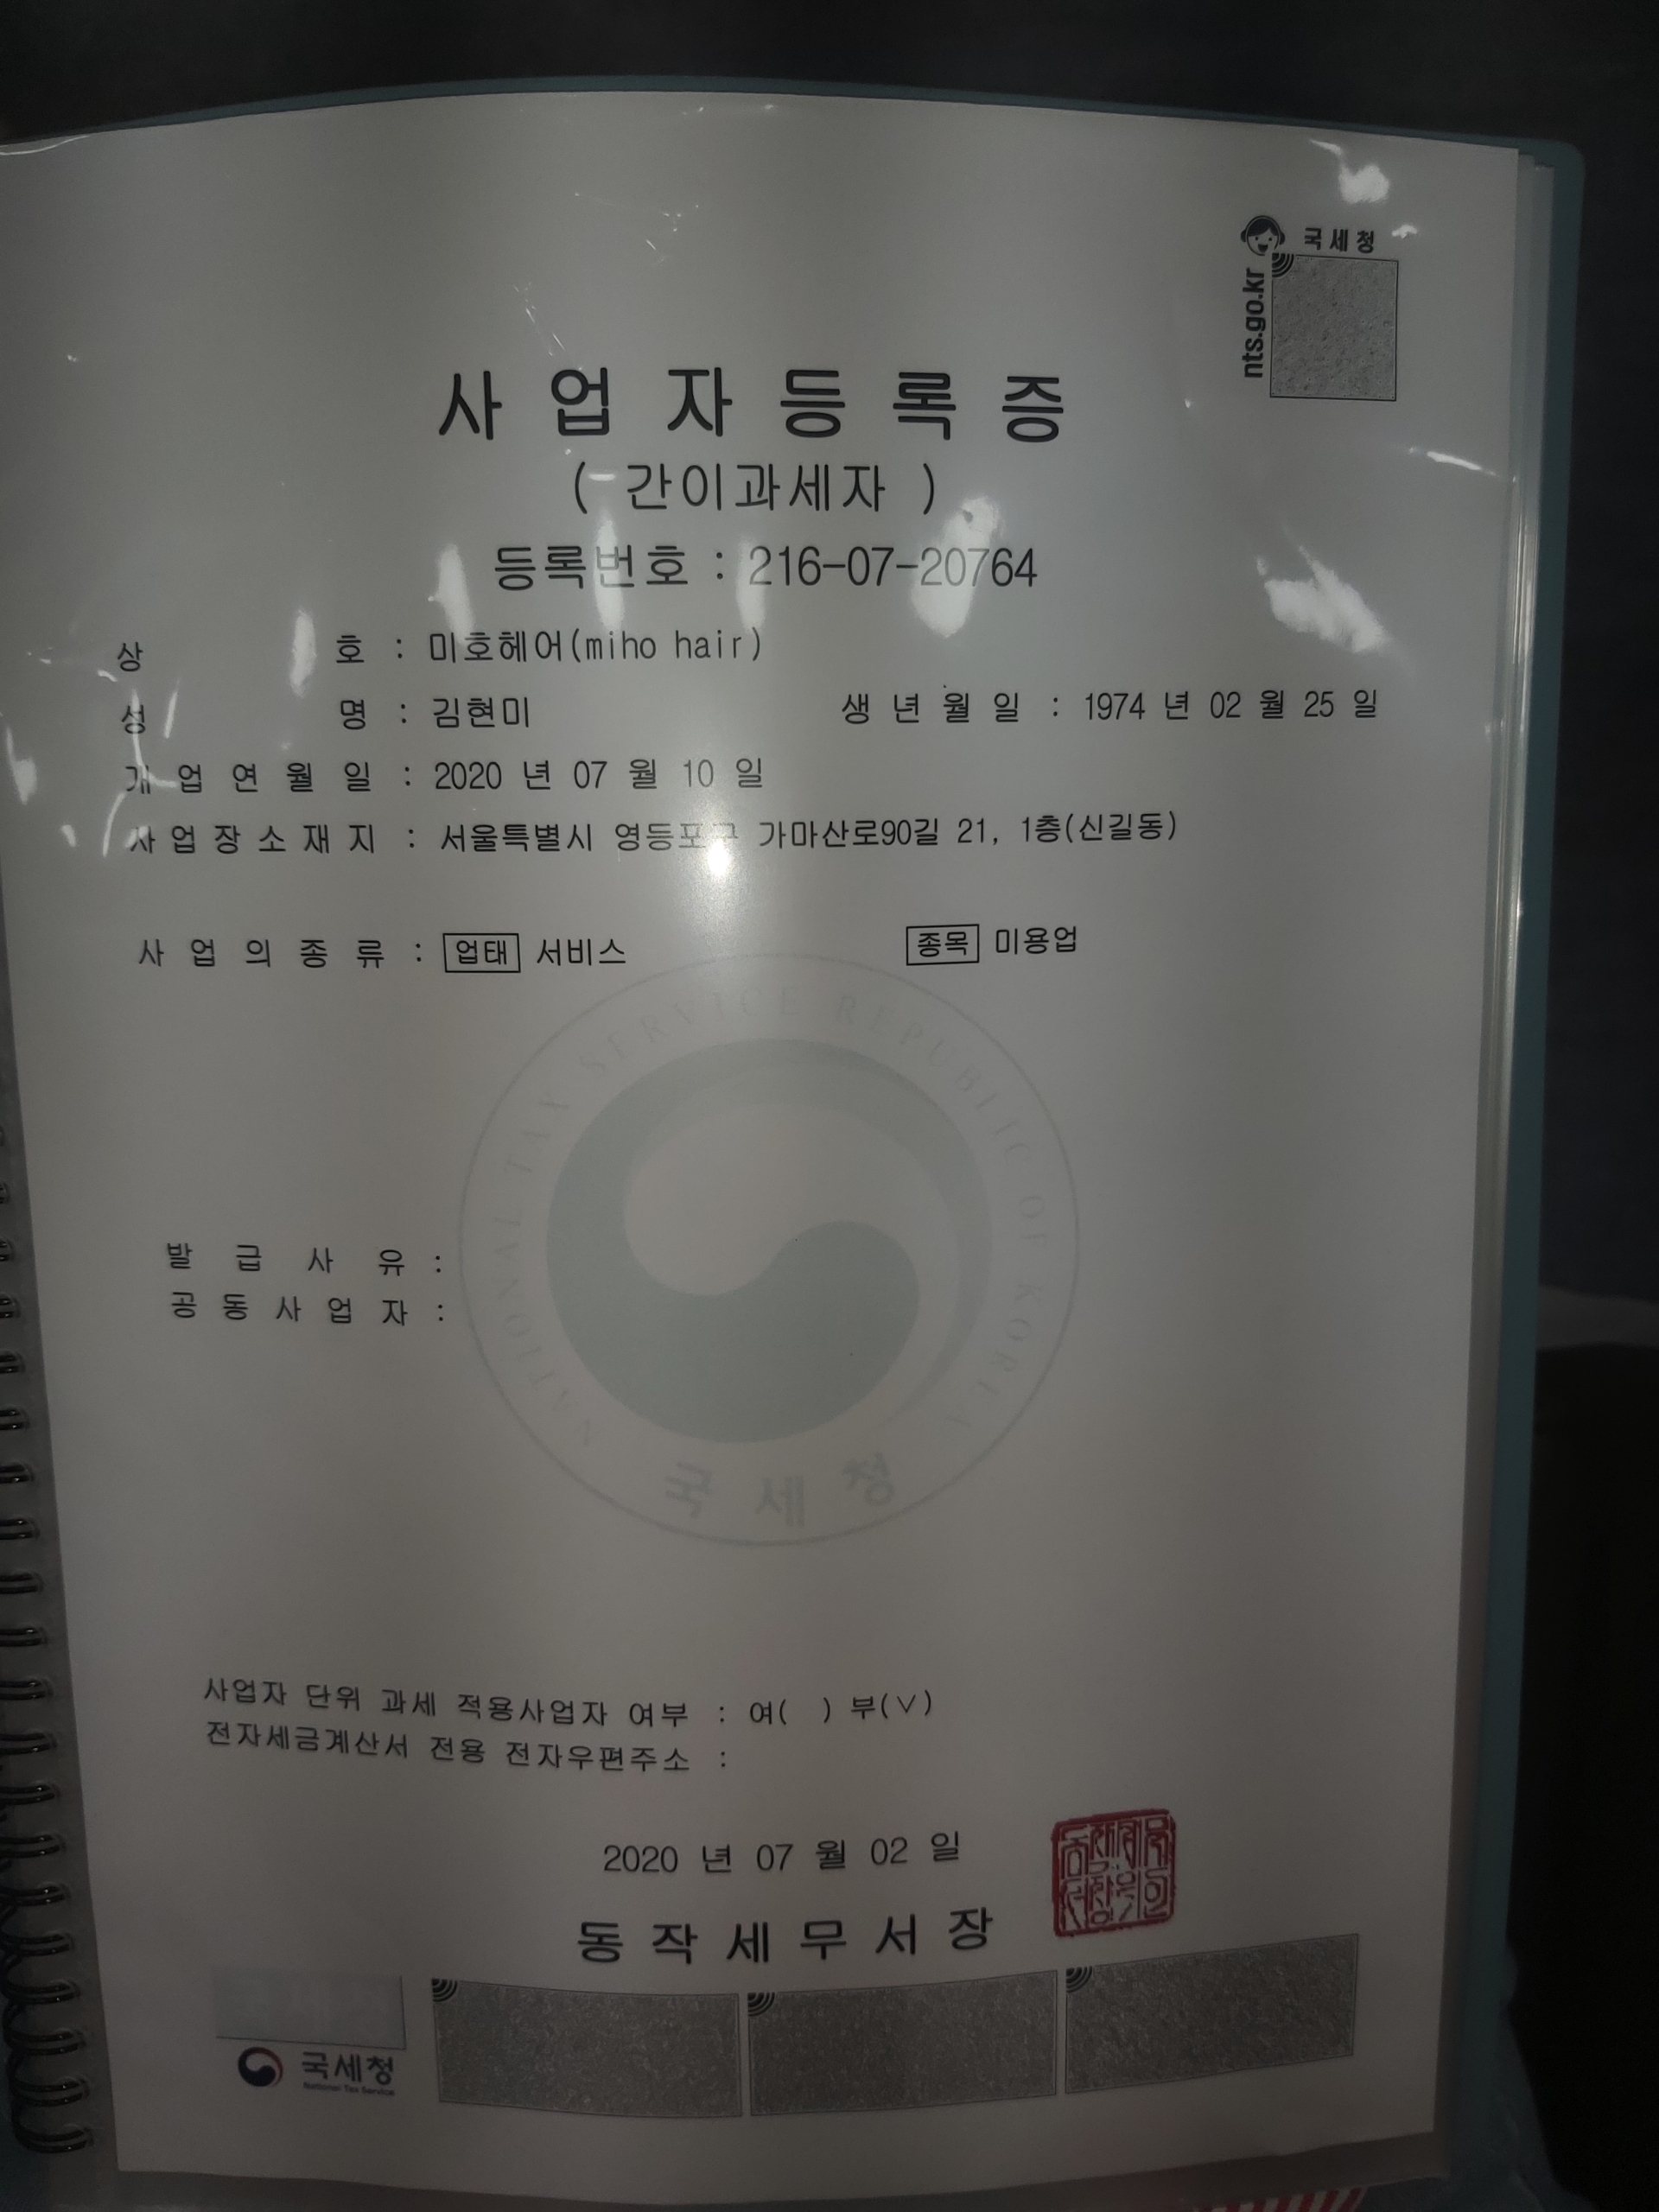 국세청
nts.go.kr
사업자등록증
( 간이과세자 )
등록번호 : 216-07-20764
상 호 : 미호헤어(miho hair)
성 명 : 김현미 생 년 월 일 : 1974 년 02 월 25 일
개 업 연 월 일 : 2020 년 07 월 10 일
사 업 장 소 재 지 : 서울특별시 영등포구 가마산로90길 21, 1층(신길동)
사 업 의 종 류 : 업태 서비스 종목 미용업
NATIONAL TAX SERVICE REPUBLIC OF KOREA
국세청
발 급 사 유 :
공 동 사 업 자 :
사업자 단위 과세 적용사업자 여부 : 여( ) 부(∨)
전자세금계산서 전용 전자우편주소 :
2020 년 07 월 02 일
동 작 세 무 서 장
국세청
National Tax Service